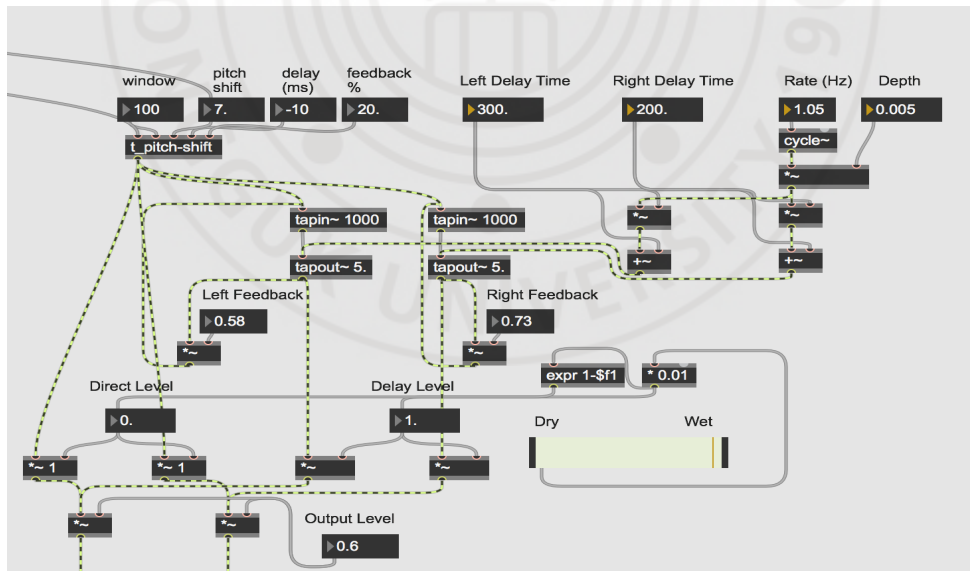 window
pitch
shift
delay
(ms)
feedback
%
Left Delay Time
Right Delay Time
Rate (Hz)
Depth
100
7.
-10
20.
300.
200.
1.05
0.005
t_pitch-shift
cycle~
*~
tapin~ 1000
tapin~ 1000
*~
*~
tapout~ 5.
tapout~ 5.
+~
+~
Left Feedback
Right Feedback
0.58
0.73
*~
*~
expr 1-$f1
* 0.01
Direct Level
Delay Level
0.
1.
Dry
Wet
*~ 1
*~ 1
*~
*~
*~
*~
Output Level
0.6
UNIVERSITY